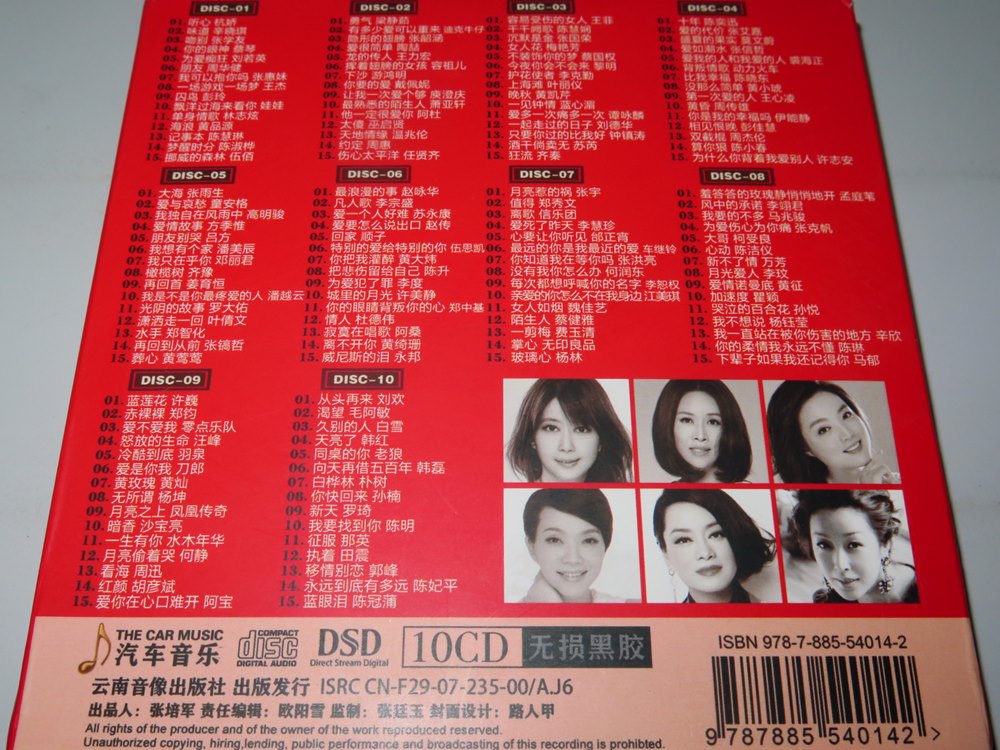 DISC-01
01. 听心 杭娇
02. 味道 辛晓琪
03. 吻别 张学友
04. 你的眼神 蔡琴
05. 为爱痴狂 刘若英
06. 朋友 周华健
07. 我可以抱你吗 张惠妹
08. 一场游戏一场梦 王杰
09. 囚鸟 彭玲
10. 飘洋过海来看你 娃娃
11. 单身情歌 林志炫
12. 海浪 黄品源
13. 记事本 陈慧琳
14. 梦醒时分 陈淑桦
15. 挪威的森林 伍佰
DISC-02
01. 勇气 梁静茹
02. 有多少爱可以重来 迪克牛仔
03. 隐形的翅膀 张韶涵
04. 爱很简单 陶喆
05. 龙的传人 王力宏
06. 挥着翅膀的女孩 容祖儿
07. 下沙 游鸿明
08. 你要的爱 戴佩妮
09. 让我一次爱个够 庾澄庆
10. 最熟悉的陌生人 萧亚轩
11. 他一定很爱你 阿杜
12. 太傻 巫启贤
13. 天地情缘 温兆伦
14. 约定 周惠
15. 伤心太平洋 任贤齐
DISC-03
01. 容易受伤的女人 王菲
02. 千千阙歌 陈慧娴
03. 沉默是金 张国荣
04. 女人花 梅艳芳
05. 不装饰你的梦 蔡国权
06. 今夜你会不会来 黎明
07. 护花使者 李克勤
08. 上海滩 叶丽仪
09. 晚秋 黄凯芹
10. 一见钟情 蓝心湄
11. 爱多一次痛多一次 谭咏麟
12. 一起走过的日子 刘德华
13. 只要你过的比我好 钟镇涛
14. 酒干倘卖无 苏芮
15. 狂流 齐秦
DISC-04
01. 十年 陈奕迅
02. 爱的代价 张艾嘉
03. 盛夏的果实 莫文蔚
04. 爱如潮水 张信哲
05. 爱我的人和我爱的人 裘海正
06. 背叛情歌 动力火车
07. 比我幸福 陈晓东
08. 没那么简单 黄小琥
09. 第一次爱的人 王心凌
10. 黄昏 周传雄
11. 你是我的幸福吗 伊能静
12. 相见恨晚 彭佳慧
13. 双截棍 周杰伦
14. 算你狠 陈小春
15. 为什么你背着我爱别人 许志安
DISC-05
01. 大海 张雨生
02. 爱与哀愁 童安格
03. 我独自在风雨中 高明骏
04. 爱情故事 方季惟
05. 朋友别哭 吕方
06. 我想有个家 潘美辰
07. 我只在乎你 邓丽君
08. 橄榄树 齐豫
09. 再回首 姜育恒
10. 我是不是你最疼爱的人 潘越云
11. 光阴的故事 罗大佑
12. 潇洒走一回 叶倩文
13. 水手 郑智化
14. 再回到从前 张镐哲
15. 葬心 黄莺莺
DISC-06
01. 最浪漫的事 赵咏华
02. 凡人歌 李宗盛
03. 爱一个人好难 苏永康
04. 爱要怎么说出口 赵传
05. 回家 顺子
06. 特别的爱给特别的你 伍思凯
07. 你把我灌醉 黄大炜
08. 把悲伤留给自己 陈升
09. 为爱犯了罪 李度
10. 城里的月光 许美静
11. 你的眼睛背叛你的心 郑中基
12. 情人 杜德伟
13. 寂寞在唱歌 阿桑
14. 离不开你 黄绮珊
15. 威尼斯的泪 永邦
DISC-07
01. 月亮惹的祸 张宇
02. 值得 郑秀文
03. 离歌 信乐团
04. 爱死了昨天 李慧珍
05. 心要让你听见 邰正宵
06. 最远的你是我最近的爱 车继铃
07. 你知道我在等你吗 张洪亮
08. 没有我你怎么办 何润东
09. 每次都想呼喊你的名字 李恕权
10. 亲爱的你怎么不在我身边 江美琪
11. 女人如烟 魏佳艺
12. 陌生人 蔡健雅
13. 一剪梅 费玉清
14. 掌心 无印良品
15. 玻璃心 杨林
DISC-08
01. 羞答答的玫瑰静悄悄地开 孟庭苇
02. 风中的承诺 李翊君
03. 我要的不多 马兆骏
04. 为爱伤心为你痛 张克帆
05. 大哥 柯受良
06. 心动 陈洁仪
07. 新不了情 万芳
08. 月光爱人 李玟
09. 爱情诺曼底 黄征
10. 加速度 瞿颖
11. 哭泣的百合花 孙悦
12. 我不想说 杨钰莹
13. 我一直站在被你伤害的地方 辛欣
14. 你的柔情我永远不懂 陈琳
15. 下辈子如果我还记得你 马郁
DISC-09
01. 蓝莲花 许巍
02. 赤裸裸 郑钧
03. 爱不爱我 零点乐队
04. 怒放的生命 汪峰
05. 冷酷到底 羽泉
06. 爱是你我 刀郎
07. 黄玫瑰 黄灿
08. 无所谓 杨坤
09. 月亮之上 凤凰传奇
10. 暗香 沙宝亮
11. 一生有你 水木年华
12. 月亮偷着哭 何静
13. 看海 周迅
14. 红颜 胡彦斌
15. 爱你在心口难开 阿宝
DISC-10
01. 从头再来 刘欢
02. 渴望 毛阿敏
03. 久别的人 白雪
04. 天亮了 韩红
05. 同桌的你 老狼
06. 向天再借五百年 韩磊
07. 白桦林 朴树
08. 你快回来 孙楠
09. 新天 罗琦
10. 我要找到你 陈明
11. 征服 那英
12. 执着 田震
13. 移情别恋 郭峰
14. 永远到底有多远 陈妃平
15. 蓝眼泪 陈冠蒲
THE CAR MUSIC
汽车音乐
COMPACT
disc
DIGITAL AUDIO
DSD
Direct Stream Digital
10CD 无损黑胶
云南音像出版社 出版发行 ISRC CN-F29-07-235-00/A.J6
出品人：张培军 责任编辑：欧阳雪 监制：张廷玉 封面设计：路人甲
All rights of the producer and of the owner of the work reproduced reserved.
Unauthorized copying, hiring,lending, public performance and broadcasting of this recording is prohibited.
ISBN 978-7-885-54014-2
9 787885 540142 >